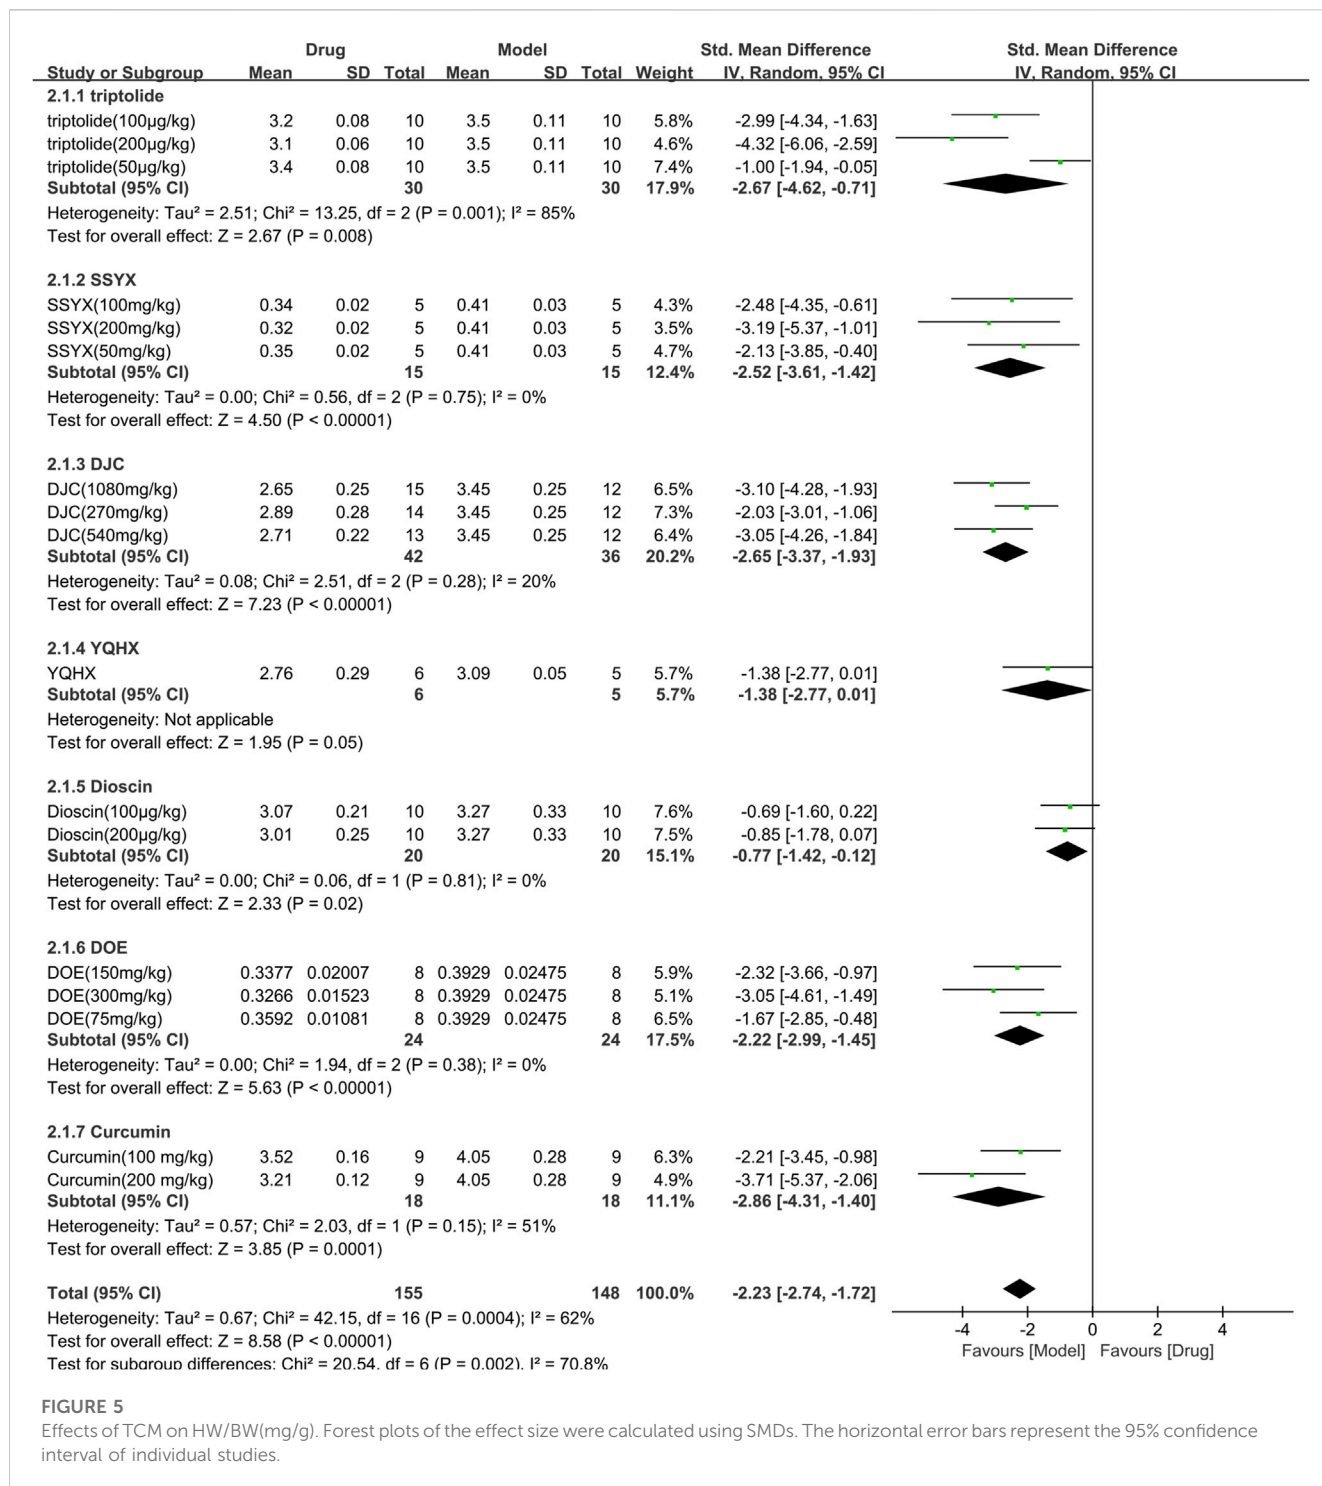 Drug Model Std. Mean Difference Std. Mean Difference
Study or Subgroup Mean SD Total Mean SD Total Weight IV, Random, 95% CI IV, Random, 95% CI
2.1.1 triptolide
triptolide(100µg/kg) 3.2 0.08 10 3.5 0.11 10 5.8% -2.99 [-4.34, -1.63]
triptolide(200µg/kg) 3.1 0.06 10 3.5 0.11 10 4.6% -4.32 [-6.06, -2.59]
triptolide(50µg/kg) 3.4 0.08 10 3.5 0.11 10 7.4% -1.00 [-1.94, -0.05]
Subtotal (95% CI) 30 30 17.9% -2.67 [-4.62, -0.71]
Heterogeneity: Tau² = 2.51; Chi² = 13.25, df = 2 (P = 0.001); I² = 85%
Test for overall effect: Z = 2.67 (P = 0.008)
2.1.2 SSYX
SSYX(100mg/kg) 0.34 0.02 5 0.41 0.03 5 4.3% -2.48 [-4.35, -0.61]
SSYX(200mg/kg) 0.32 0.02 5 0.41 0.03 5 3.5% -3.19 [-5.37, -1.01]
SSYX(50mg/kg) 0.35 0.02 5 0.41 0.03 5 4.7% -2.13 [-3.85, -0.40]
Subtotal (95% CI) 15 15 12.4% -2.52 [-3.61, -1.42]
Heterogeneity: Tau² = 0.00; Chi² = 0.56, df = 2 (P = 0.75); I² = 0%
Test for overall effect: Z = 4.50 (P < 0.00001)
2.1.3 DJC
DJC(1080mg/kg) 2.65 0.25 15 3.45 0.25 12 6.5% -3.10 [-4.28, -1.93]
DJC(270mg/kg) 2.89 0.28 14 3.45 0.25 12 7.3% -2.03 [-3.01, -1.06]
DJC(540mg/kg) 2.71 0.22 13 3.45 0.25 12 6.4% -3.05 [-4.26, -1.84]
Subtotal (95% CI) 42 36 20.2% -2.65 [-3.37, -1.93]
Heterogeneity: Tau² = 0.08; Chi² = 2.51, df = 2 (P = 0.28); I² = 20%
Test for overall effect: Z = 7.23 (P < 0.00001)
2.1.4 YQHX
YQHX 2.76 0.29 6 3.09 0.05 5 5.7% -1.38 [-2.77, 0.01]
Subtotal (95% CI) 6 5 5.7% -1.38 [-2.77, 0.01]
Heterogeneity: Not applicable
Test for overall effect: Z = 1.95 (P = 0.05)
2.1.5 Dioscin
Dioscin(100µg/kg) 3.07 0.21 10 3.27 0.33 10 7.6% -0.69 [-1.60, 0.22]
Dioscin(200µg/kg) 3.01 0.25 10 3.27 0.33 10 7.5% -0.85 [-1.78, 0.07]
Subtotal (95% CI) 20 20 15.1% -0.77 [-1.42, -0.12]
Heterogeneity: Tau² = 0.00; Chi² = 0.06, df = 1 (P = 0.81); I² = 0%
Test for overall effect: Z = 2.33 (P = 0.02)
2.1.6 DOE
DOE(150mg/kg) 0.3377 0.02007 8 0.3929 0.02475 8 5.9% -2.32 [-3.66, -0.97]
DOE(300mg/kg) 0.3266 0.01523 8 0.3929 0.02475 8 5.1% -3.05 [-4.61, -1.49]
DOE(75mg/kg) 0.3592 0.01081 8 0.3929 0.02475 8 6.5% -1.67 [-2.85, -0.48]
Subtotal (95% CI) 24 24 17.5% -2.22 [-2.99, -1.45]
Heterogeneity: Tau² = 0.00; Chi² = 1.94, df = 2 (P = 0.38); I² = 0%
Test for overall effect: Z = 5.63 (P < 0.00001)
2.1.7 Curcumin
Curcumin(100 mg/kg) 3.52 0.16 9 4.05 0.28 9 6.3% -2.21 [-3.45, -0.98]
Curcumin(200 mg/kg) 3.21 0.12 9 4.05 0.28 9 4.9% -3.71 [-5.37, -2.06]
Subtotal (95% CI) 18 18 11.1% -2.86 [-4.31, -1.40]
Heterogeneity: Tau² = 0.57; Chi² = 2.03, df = 1 (P = 0.15); I² = 51%
Test for overall effect: Z = 3.85 (P = 0.0001)
Total (95% CI) 155 148 100.0% -2.23 [-2.74, -1.72]
Heterogeneity: Tau² = 0.67; Chi² = 42.15, df = 16 (P = 0.0004); I² = 62%
Test for overall effect: Z = 8.58 (P < 0.00001)
Test for subgroup differences: Chi² = 20.54, df = 6 (P = 0.002), I² = 70.8%
-4 -2 0 2 4
Favours [Model] Favours [Drug]
FIGURE 5
Effects of TCM on HW/BW(mg/g). Forest plots of the effect size were calculated using SMDs. The horizontal error bars represent the 95% confidence
interval of individual studies.